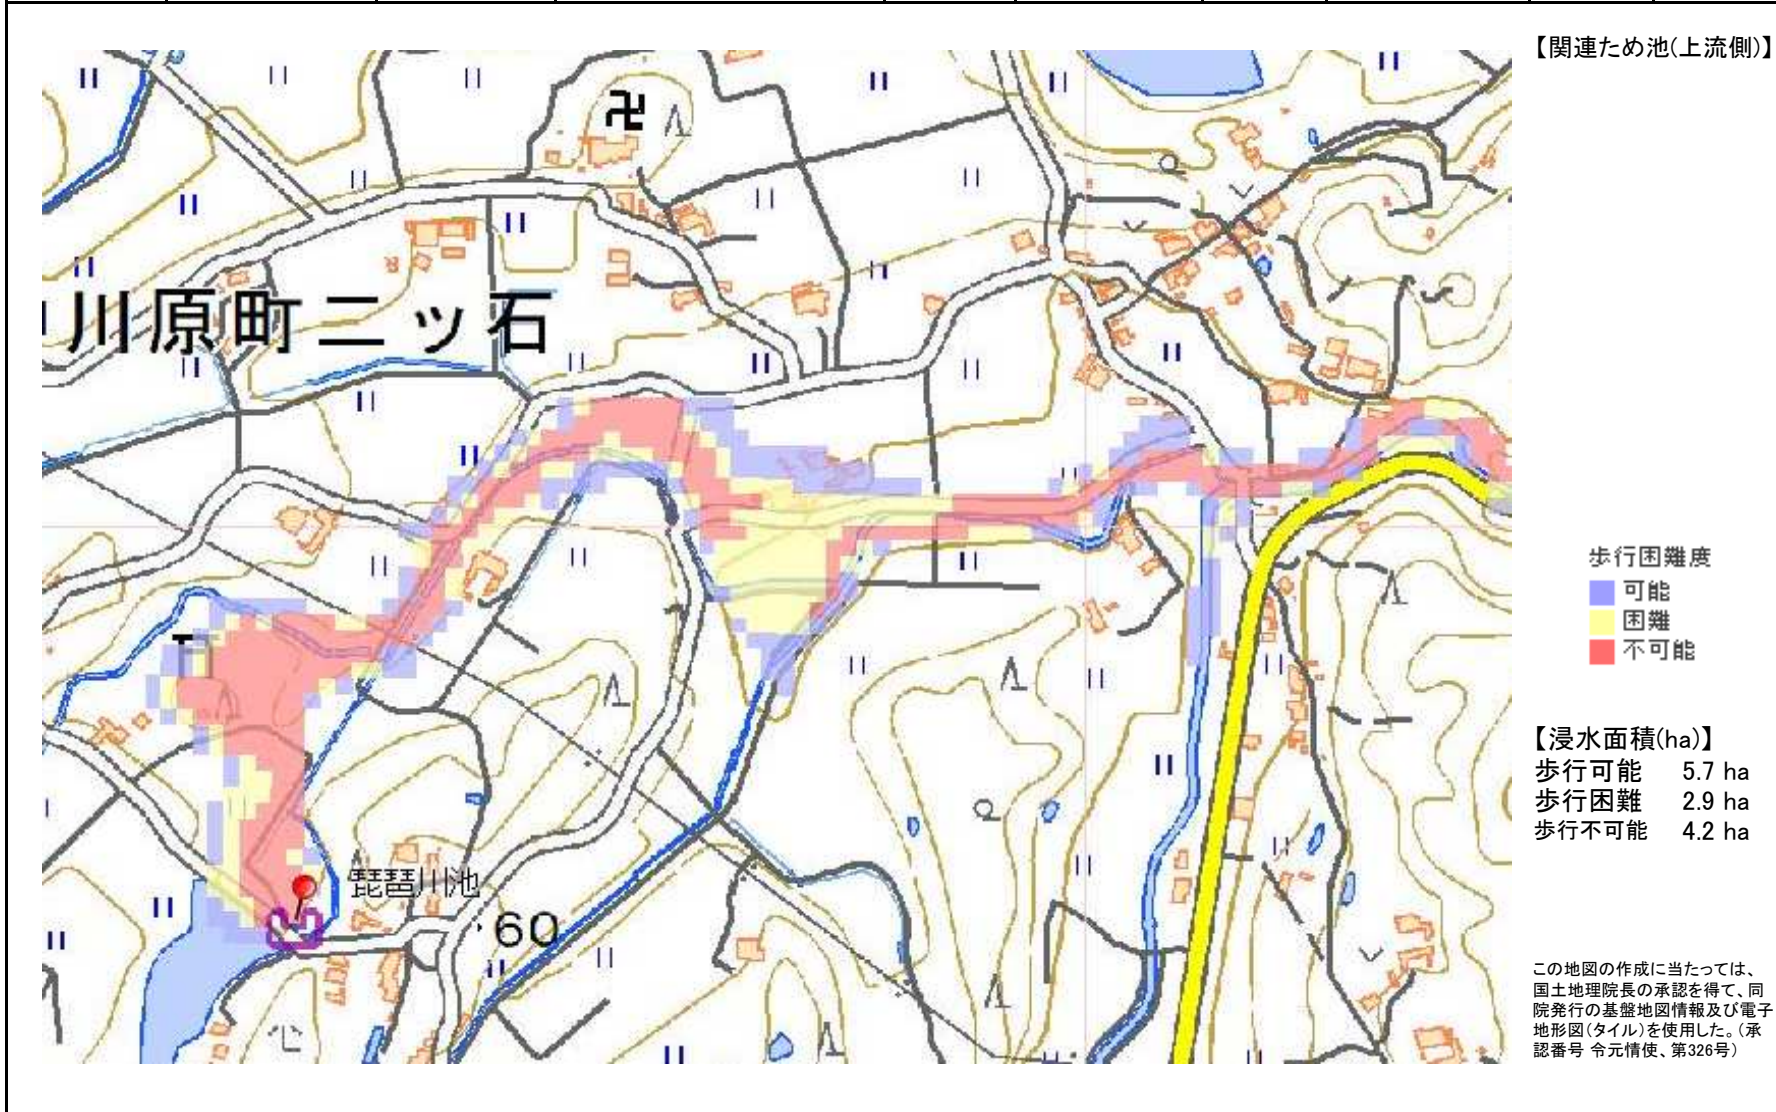 【関連ため池(上流側)】
川原町二ッ石
歩行困難度
可能
困難
不可能
【浸水面積(ha)】
歩行可能 5.7 ha
歩行困難 2.9 ha
歩行不可能 4.2 ha
琵琶川池
60
この地図の作成に当たっては、
国土地理院長の承認を得て、同
院発行の基盤地図情報及び電子
地形図(タイル)を使用した。(承
認番号 令元情使、第326号)